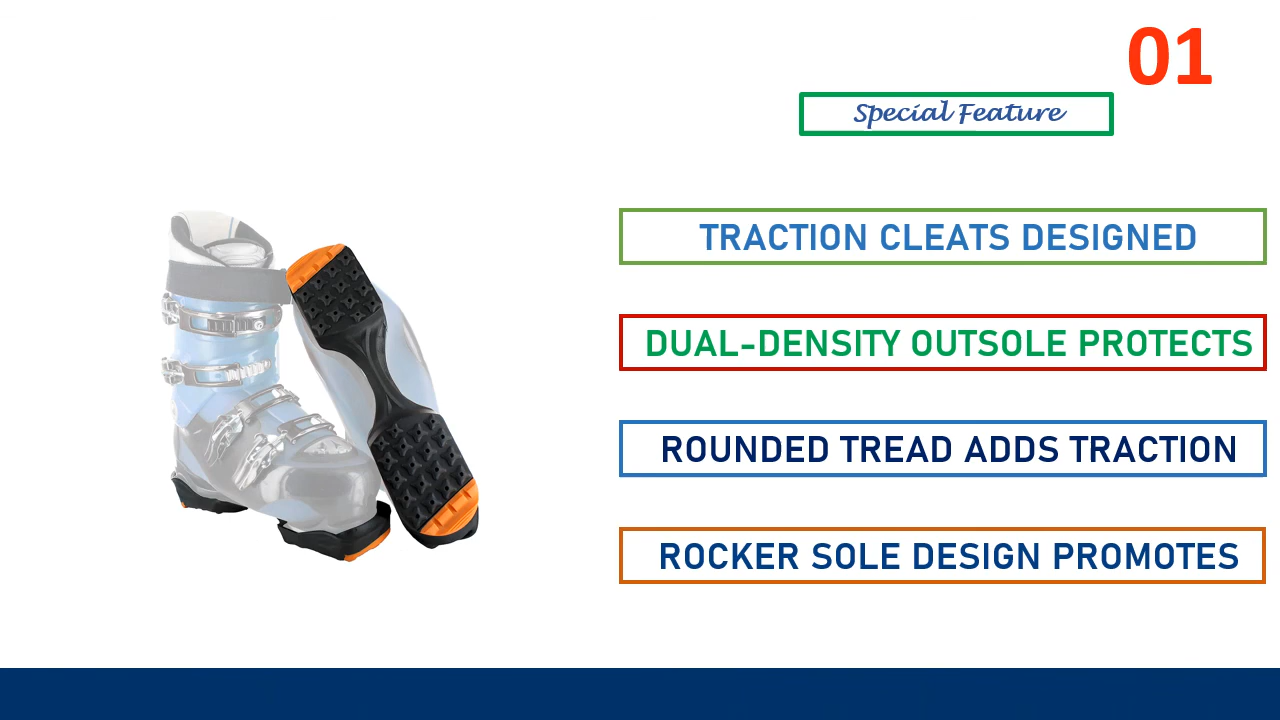 01
Special Feature
TRACTION CLEATS DESIGNED
DUAL-DENSITY OUTSOLE PROTECTS
ROUNDED TREAD ADDS TRACTION
ROCKER SOLE DESIGN PROMOTES